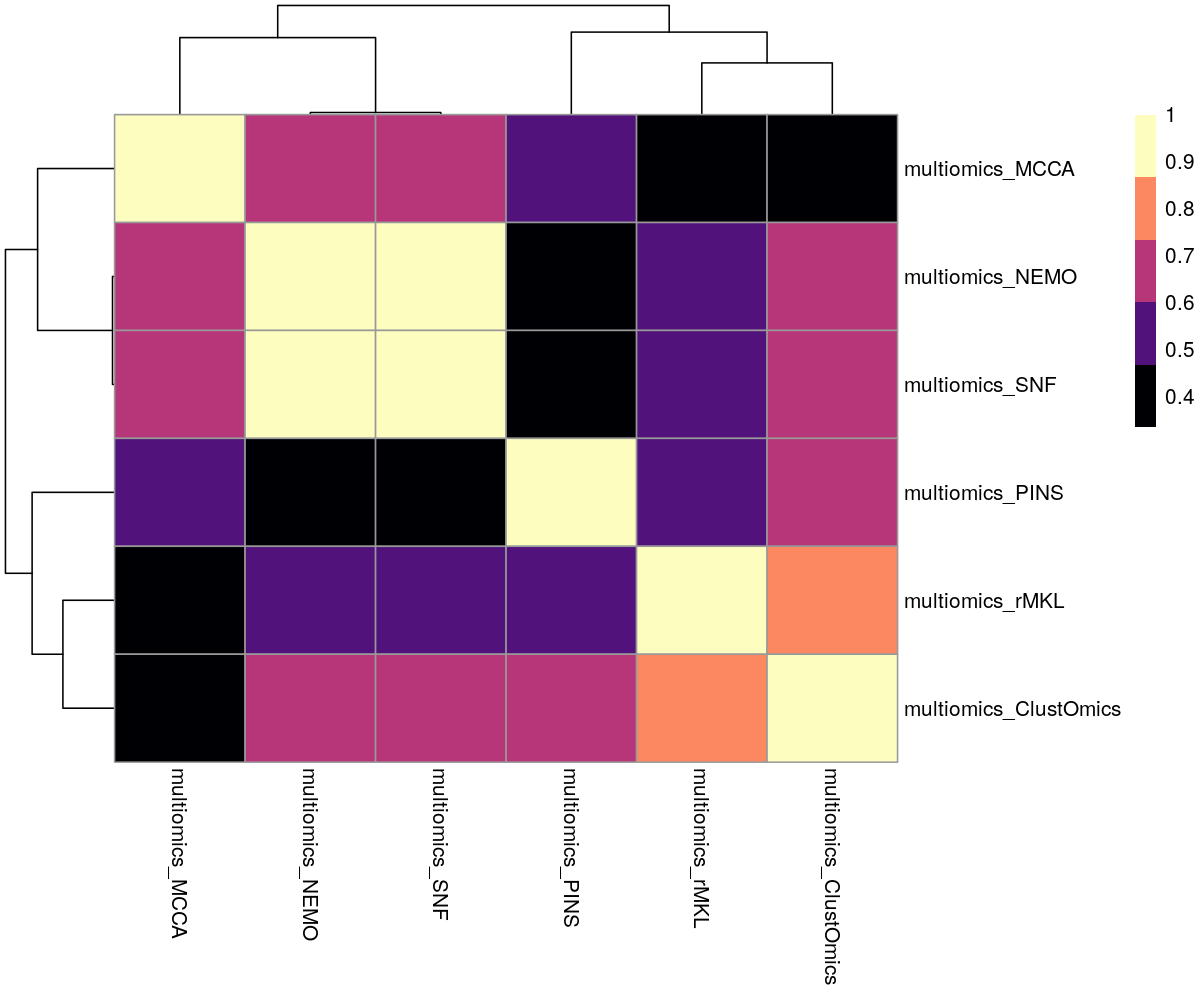 1
0.9
0.8
0.7
0.6
0.5
0.4
multiomics_MCCA
multiomics_NEMO
multiomics_SNF
multiomics_PINS
multiomics_rMKL
multiomics_ClustOmics
multiomics_MCCA
multiomics_NEMO
multiomics_SNF
multiomics_PINS
multiomics_rMKL
multiomics_ClustOmics